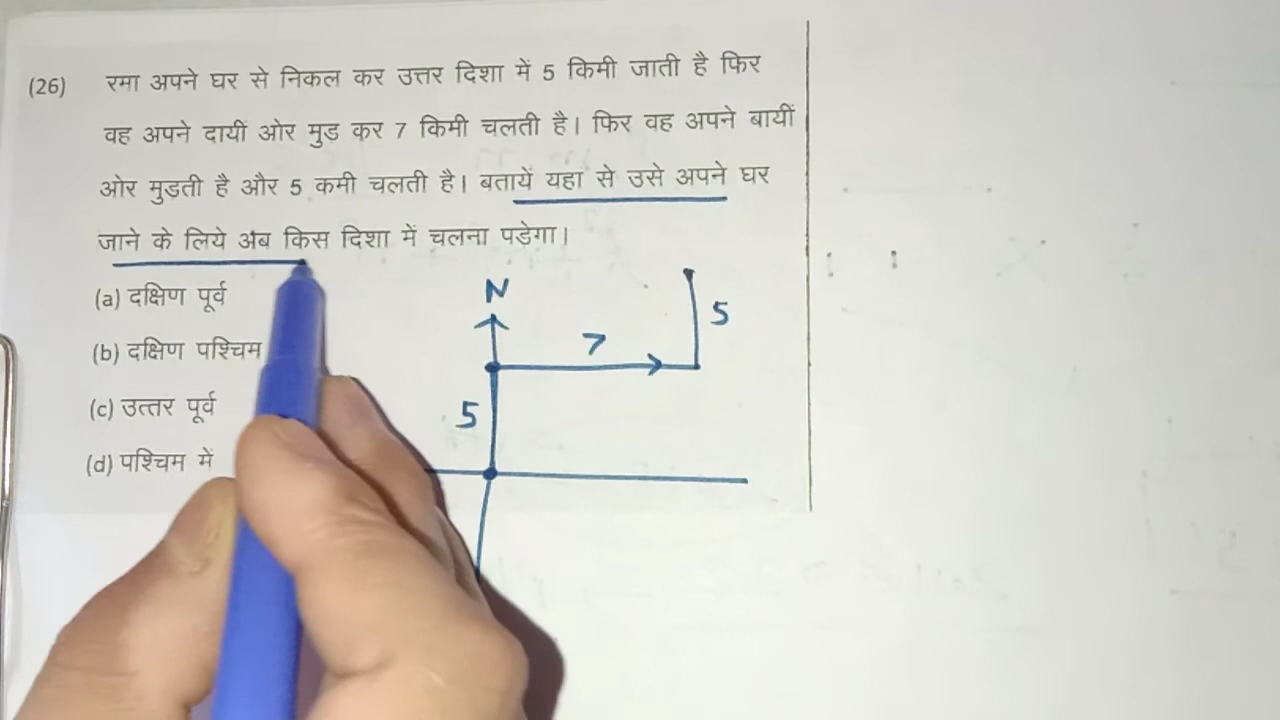 (26) रमा अपने घर से निकल कर उत्तर दिशा में 5 किमी जाती है फिर
वह अपने दायीं ओर मुड कर 7 किमी चलती है। फिर वह अपने बायीं
ओर मुडती है और 5 कमी चलती है। बतायें यहां से उसे अपने घर
जाने के लिये अब किस दिशा में चलना पडेगा।
(a) दक्षिण पूर्व
(b) दक्षिण पश्चिम
(c) उत्तर पूर्व
(d) पश्चिम में
N
5
7
5